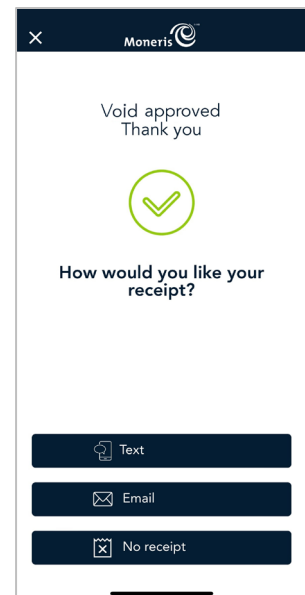 Moneris
Void approved
Thank you
How would you like your
receipt?
Text
Email
No receipt